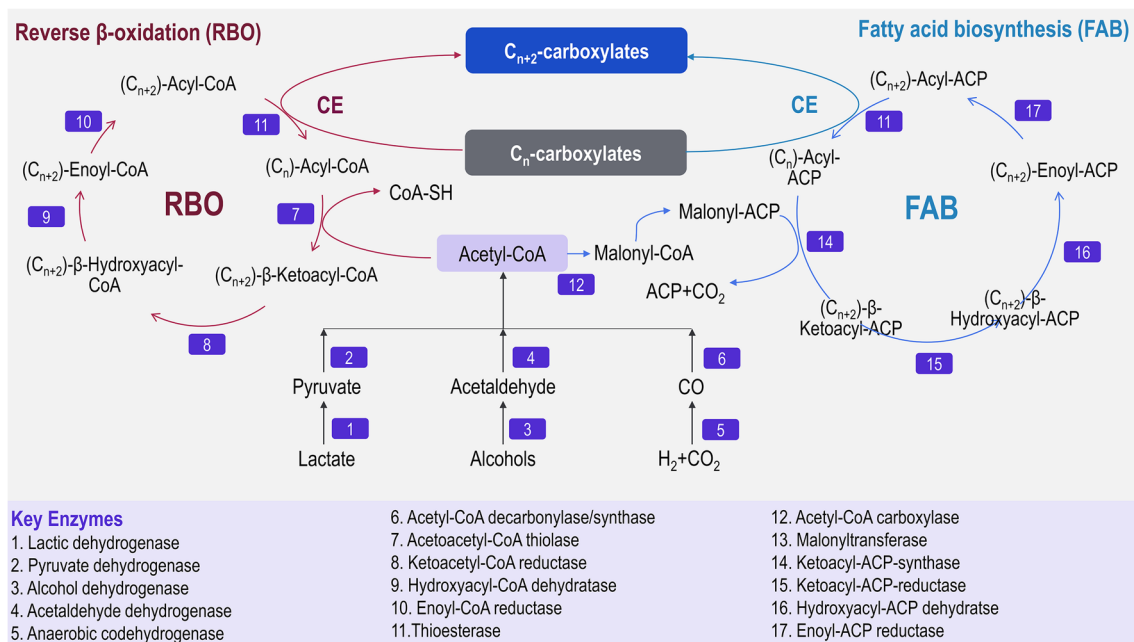 Reverse β-oxidation (RBO)
Fatty acid biosynthesis (FAB)
Cn+2-carboxylates
(Cn+2)-Acyl-CoA
(Cn+2)-Acyl-ACP
CE
CE
10
11
11
17
Cn-carboxylates
(Cn+2)-Enoyl-CoA
(Cn)-Acyl-CoA
(Cn)-Acyl-
ACP
(Cn+2)-Enoyl-ACP
CoA-SH
RBO
FAB
9
7
Malonyl-ACP
14
Acetyl-CoA
Malonyl-CoA
16
(Cn+2)-β-Hydroxyacyl-
CoA
(Cn+2)-β-Ketoacyl-CoA
12
ACP+CO2
(Cn+2)-β-
Ketoacyl-ACP
(Cn+2)-β-
Hydroxyacyl-ACP
8
15
2
4
6
Pyruvate
Acetaldehyde
CO
1
3
5
Lactate
Alcohols
H2+CO2
Key Enzymes
1. Lactic dehydrogenase
2. Pyruvate dehydrogenase
3. Alcohol dehydrogenase
4. Acetaldehyde dehydrogenase
5. Anaerobic codehydrogenase
6. Acetyl-CoA decarbonylase/synthase
7. Acetoacetyl-CoA thiolase
8. Ketoacetyl-CoA reductase
9. Hydroxyacyl-CoA dehydratase
10. Enoyl-CoA reductase
11.Thioesterase
12. Acetyl-CoA carboxylase
13. Malonyltransferase
14. Ketoacyl-ACP-synthase
15. Ketoacyl-ACP-reductase
16. Hydroxyacyl-ACP dehydratse
17. Enoyl-ACP reductase